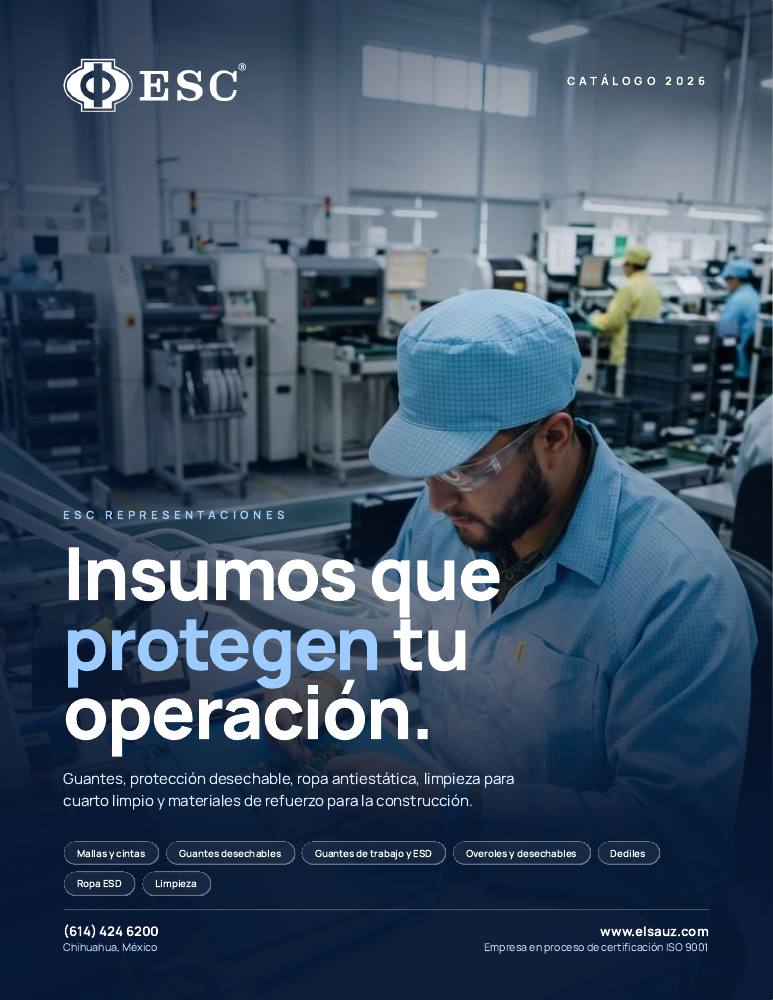 ESC®
CATÁLOGO 2026
ESC REPRESENTACIONES
Insumos que
protegen tu
operación.
Guantes, protección desechable, ropa antiestática, limpieza para
cuarto limpio y materiales de refuerzo para la construcción.
Mallas y cintas
Guantes desechables
Guantes de trabajo y ESD
Overoles y desechables
Dediles
Ropa ESD
Limpieza
(614) 424 6200
www.elsauz.com
Chihuahua, México
Empresa en proceso de certificación ISO 9001